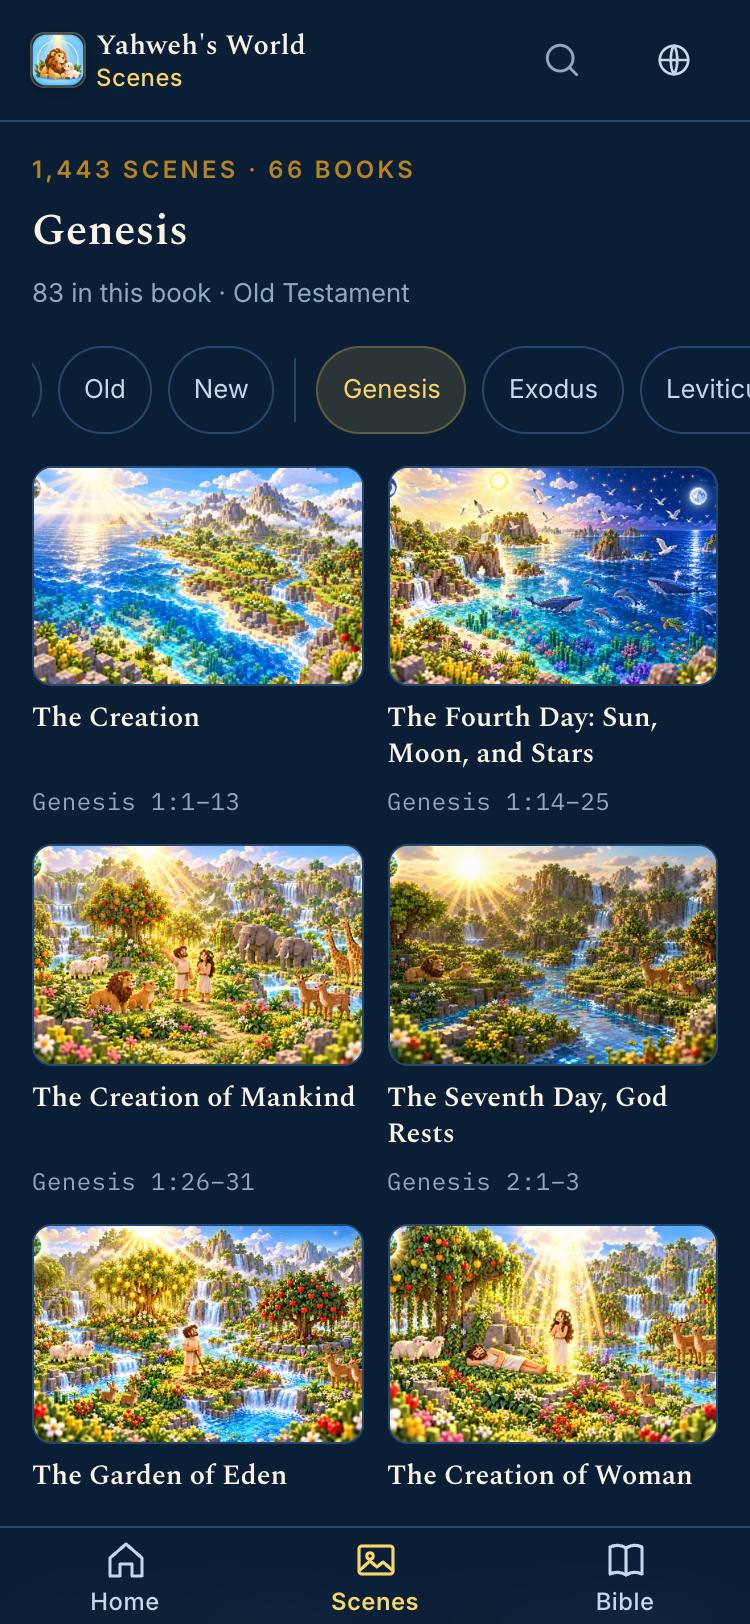 Yahweh's World
Scenes
1,443 SCENES · 66 BOOKS
Genesis
83 in this book · Old Testament
Old
New
Genesis
Exodus
Leviticu
The Creation
Genesis 1:1–13
The Fourth Day: Sun,
Moon, and Stars
Genesis 1:14–25
The Creation of Mankind
Genesis 1:26–31
The Seventh Day, God
Rests
Genesis 2:1–3
The Garden of Eden
The Creation of Woman
Home
Scenes
Bible